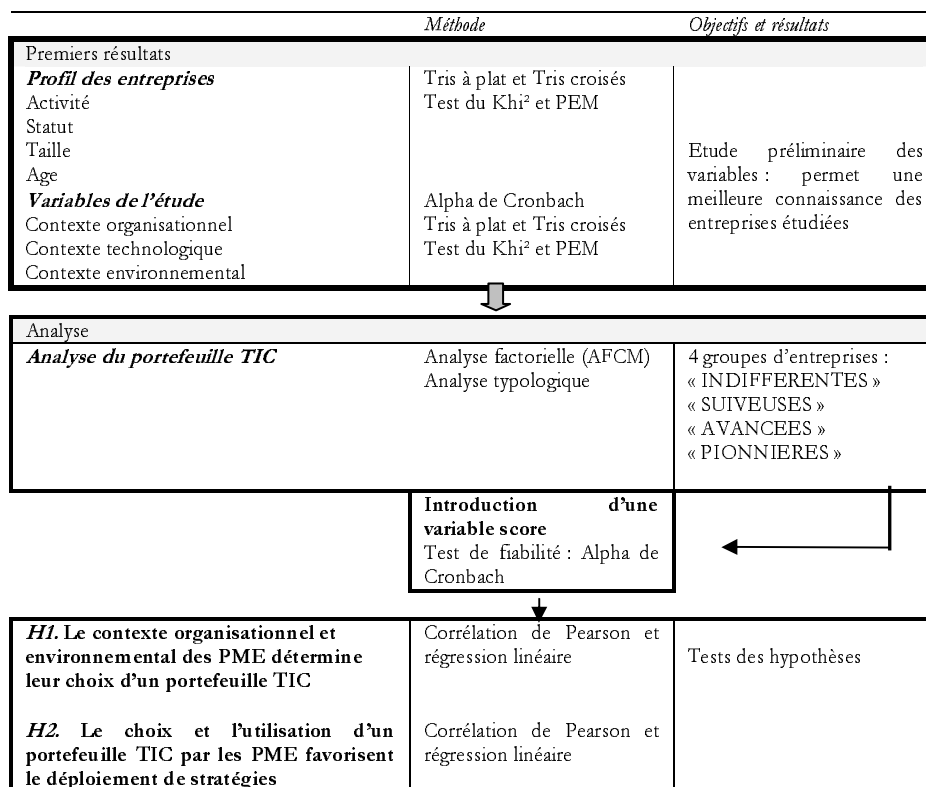 Méthode
Objectifs et résultats
Premiers résultats
Profil des entreprises
Activité
Statut
Taille
Age
Variables de l'étude
Contexte organisationnel
Contexte technologique
Contexte environnemental
Tris à plat et Tris croisés
Test du Khi² et PEM
Alpha de Cronbach
Tris à plat et Tris croisés
Test du Khi² et PEM
Etude préliminaire des
variables : permet une
meilleure connaissance des
entreprises étudiées
Analyse
Analyse du portefeuille TIC
Analyse factorielle (AFCM)
Analyse typologique
4 groupes d'entreprises :
« INDIFFERENTES »
« SUIVEUSES »
« AVANCEES »
« PIONNIERES »
Introduction d'une
variable score
Test de fiabilité : Alpha de
Cronbach
H1. Le contexte organisationnel et
environnemental des PME détermine
leur choix d'un portefeuille TIC
Corrélation de Pearson et
régression linéaire
Tests des hypothèses
H2. Le choix et l'utilisation d'un
portefeuille TIC par les PME favorisent
le déploiement de stratégies
Corrélation de Pearson et
régression linéaire